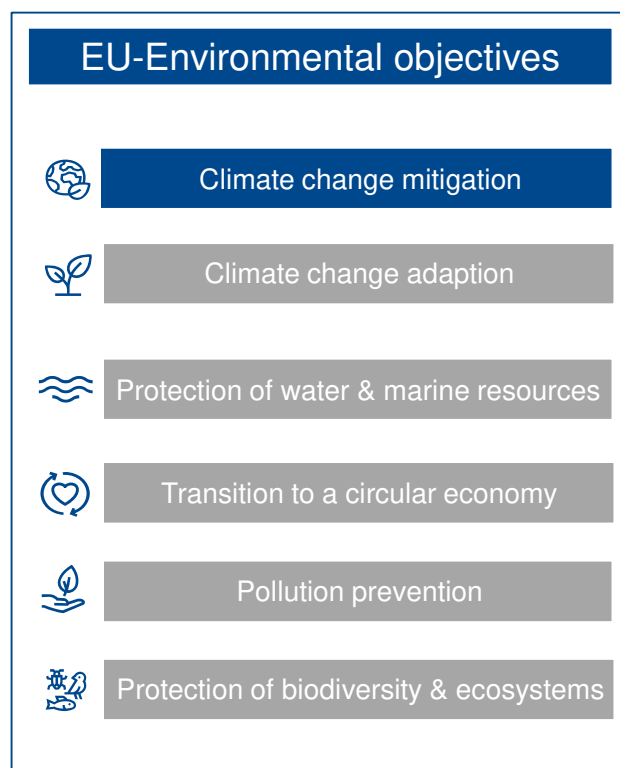 EU-Environmental objectives
Climate change mitigation
Climate change adaption
Protection of water & marine resources
Transition to a circular economy
Pollution prevention
Protection of biodiversity & ecosystems